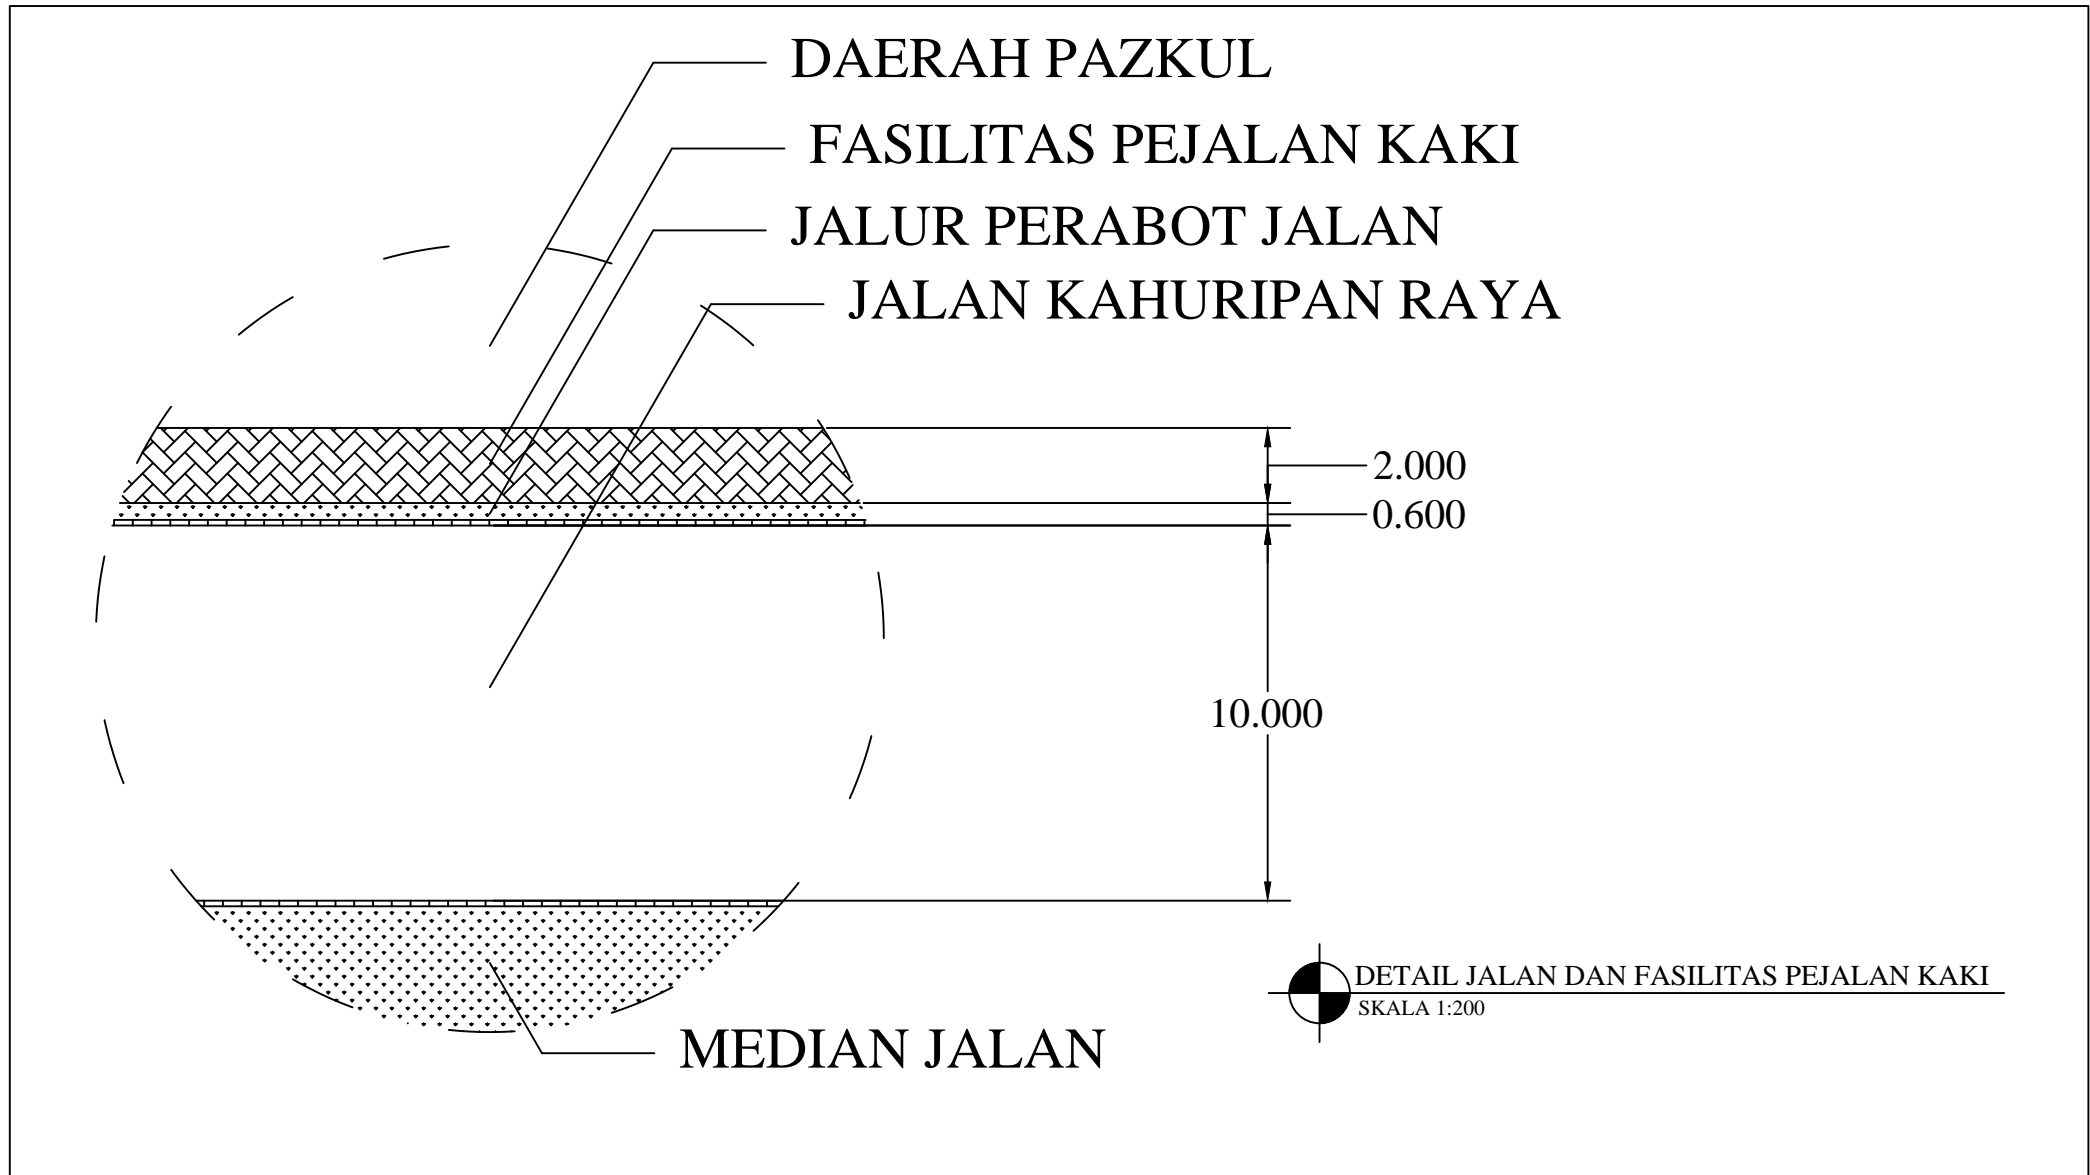 DAERAH PAZKUL
FASILITAS PEJALAN KAKI
JALUR PERABOT JALAN
JALAN KAHURIPAN RAYA
2.000
0.600
10.000
DETAIL JALAN DAN FASILITAS PEJALAN KAKI
SKALA 1:200
MEDIAN JALAN